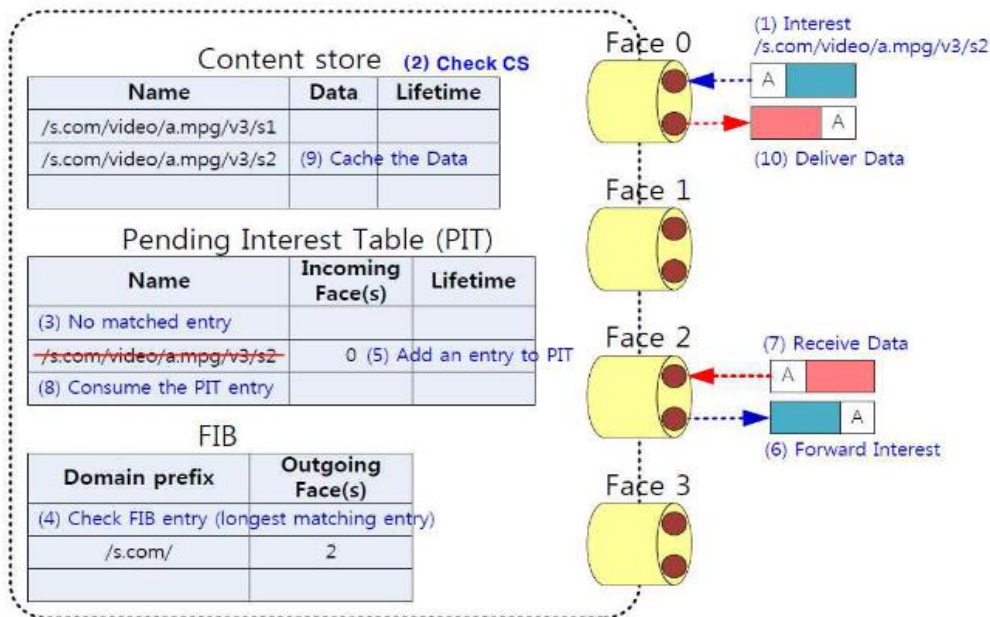 Content store (2) Check CS
Name Data Lifetime
/s.com/video/a.mpg/v3/s1
/s.com/video/a.mpg/v3/s2 (9) Cache the Data
Pending Interest Table (PIT)
Name Incoming Face(s) Lifetime
(3) No matched entry
/s.com/video/a.mpg/v3/s2 0 (5) Add an entry to PIT
(8) Consume the PIT entry
FIB
Domain prefix Outgoing Face(s)
(4) Check FIB entry (longest matching entry)
/s.com/ 2
Face 0
(1) Interest
/s.com/video/a.mpg/v3/s2
A
A
(10) Deliver Data
Face 1
Face 2
(7) Receive Data
A
A
(6) Forward Interest
Face 3